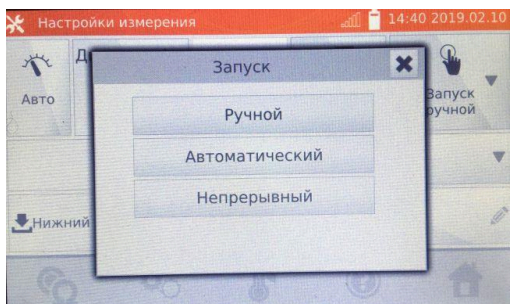 Настройки измерения
14:40 2019.02.10
Запуск
Авто
Запуск
ручной
Ручной
Автоматический
Непрерывный
Нижний